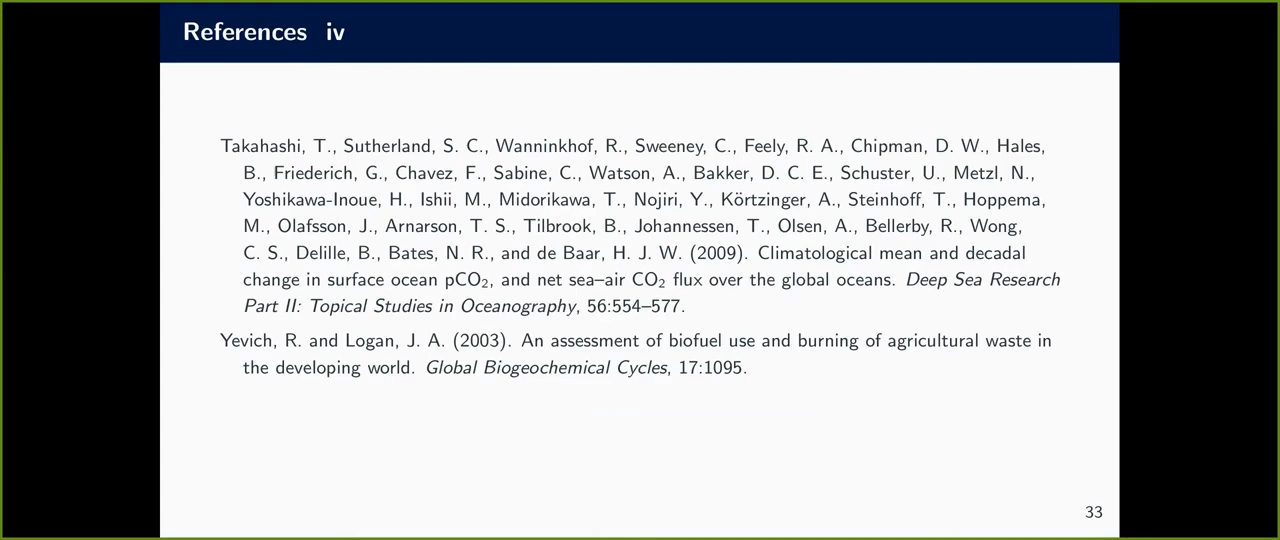 References iv
Takahashi, T., Sutherland, S. C., Wanninkhof, R., Sweeney, C., Feely, R. A., Chipman, D. W., Hales,
B., Friederich, G., Chavez, F., Sabine, C., Watson, A., Bakker, D. C. E., Schuster, U., Metzl, N.,
Yoshikawa-Inoue, H., Ishii, M., Midorikawa, T., Nojiri, Y., Körtzinger, A., Steinhoff, T., Hoppema,
M., Olafsson, J., Arnarson, T. S., Tilbrook, B., Johannessen, T., Olsen, A., Bellerby, R., Wong,
C. S., Delille, B., Bates, N. R., and de Baar, H. J. W. (2009). Climatological mean and decadal
change in surface ocean pCO₂, and net sea–air CO₂ flux over the global oceans. Deep Sea Research
Part II: Topical Studies in Oceanography, 56:554–577.
Yevich, R. and Logan, J. A. (2003). An assessment of biofuel use and burning of agricultural waste in
the developing world. Global Biogeochemical Cycles, 17:1095.
33